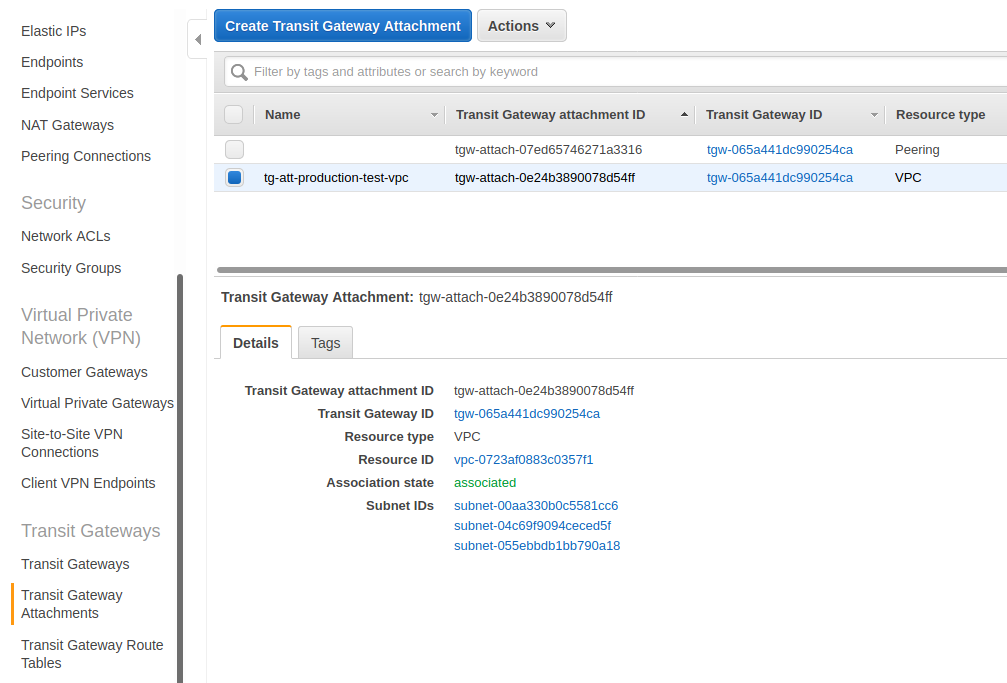 Elastic IPs
Endpoints
Endpoint Services
NAT Gateways
Peering Connections
Security
Network ACLs
Security Groups
Virtual Private
Network (VPN)
Customer Gateways
Virtual Private Gateways
Site-to-Site VPN
Connections
Client VPN Endpoints
Transit Gateways
Transit Gateways
Transit Gateway
Attachments
Transit Gateway Route
Tables
Create Transit Gateway Attachment Actions
Filter by tags and attributes or search by keyword
Name Transit Gateway attachment ID Transit Gateway ID Resource type
tgw-attach-07ed65746271a3316 tgw-065a441dc990254ca Peering
tg-att-production-test-vpc tgw-attach-0e24b3890078d54ff tgw-065a441dc990254ca VPC
Transit Gateway Attachment: tgw-attach-0e24b3890078d54ff
Details Tags
Transit Gateway attachment ID tgw-attach-0e24b3890078d54ff
Transit Gateway ID tgw-065a441dc990254ca
Resource type VPC
Resource ID vpc-0723af0883c0357f1
Association state associated
Subnet IDs subnet-00aa330b0c5581cc6
subnet-04c69f9094ceced5f
subnet-055ebbdb1bb790a18